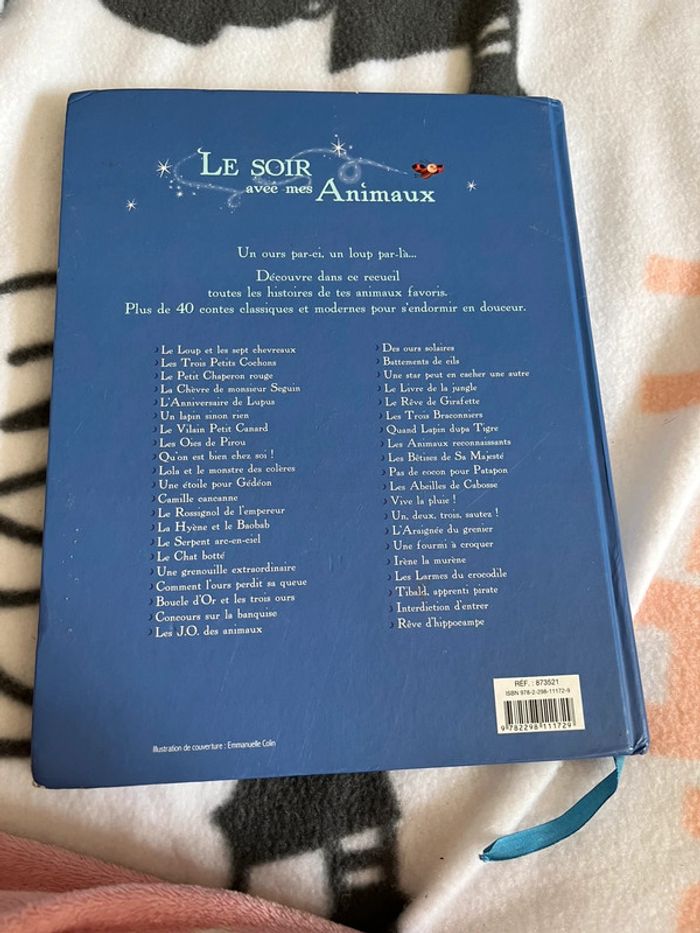 Le soir
avec mes Animaux
Un ours par-ci, un loup par-là...
Découvre dans ce recueil
toutes les histoires de tes animaux favoris.
Plus de 40 contes classiques et modernes pour s'endormir en douceur.
Le Loup et les sept chevreaux
Les Trois Petits Cochons
Le Petit Chaperon rouge
La Chèvre de monsieur Seguin
L'Anniversaire de Lupus
Un lapin sinon rien
Le Vilain Petit Canard
Les Oies de Pirou
Qu'on est bien chez soi !
Lola et le monstre des colères
Une étoile pour Gédéon
Camille cancanne
Le Rossignol de l'empereur
La Hyène et le Baobab
Le Serpent arc-en-ciel
Le Chat botté
Une grenouille extraordinaire
Comment l'ours perdit sa queue
Boucle d'Or et les trois ours
Concours sur la banquise
Les J.O. des animaux
Des ours solaires
Battements de cils
Une star peut en cacher une autre
Le Livre de la jungle
Le Rêve de Girafette
Les Trois Braconniers
Quand Lapin dupa Tigre
Les Animaux reconnaissants
Les Bêtises de Sa Majesté
Pas de cocon pour Patapon
Les Abeilles de Cabosse
Vive la pluie !
Un, deux, trois, sautez !
L'Araignée du grenier
Une fourmi à croquer
Irène la murène
Les Larmes du crocodile
Tibald, apprenti pirate
Interdiction d'entrer
Rêve d'hippocampe
RÉF. : 873521
ISBN 978-2-298-11172-9
9 782298 111729
Illustration de couverture : Emmanuelle Colin